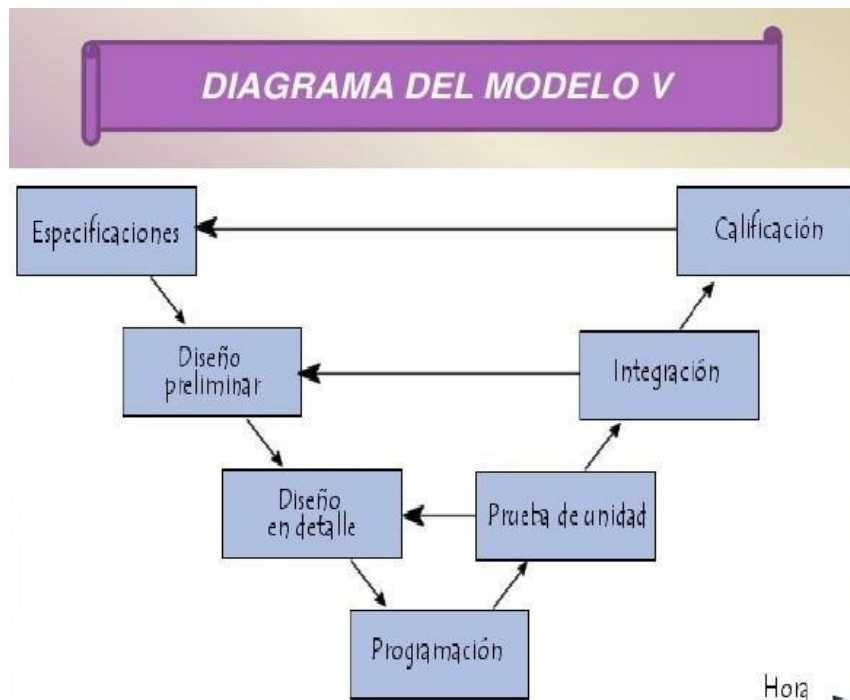 DIAGRAMA DEL MODELO V
Especificaciones
Calificación
Diseño
preliminar
Integración
Diseño
en detalle
Prueba de unidad
Programación
Hora